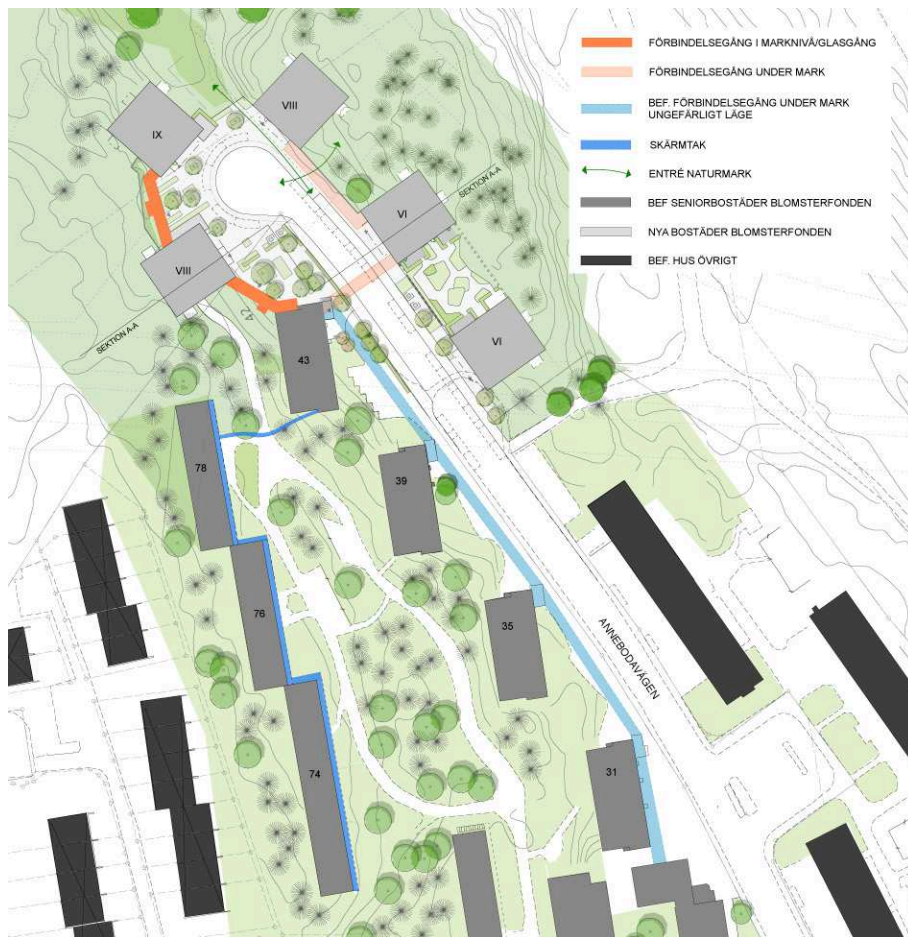 FÖRBINDELSEGÅNG I MARKNIVÅ/GLASGÅNG
FÖRBINDELSEGÅNG UNDER MARK
BEF. FÖRBINDELSEGÅNG UNDER MARK
UNGEFÄRLIGT LÄGE
SKÄRMTAK
ENTRÉ NATURMARK
BEF SENIORBOSTÄDER BLOMSTERFONDEN
NYA BOSTÄDER BLOMSTERFONDEN
BEF. HUS ÖVRIGT
VIII
IX
SEKTION A-A
VI
VIII
42
SEKTION A-A
VI
43
78
39
76
35
ANNEBODAVÄGEN
74
31